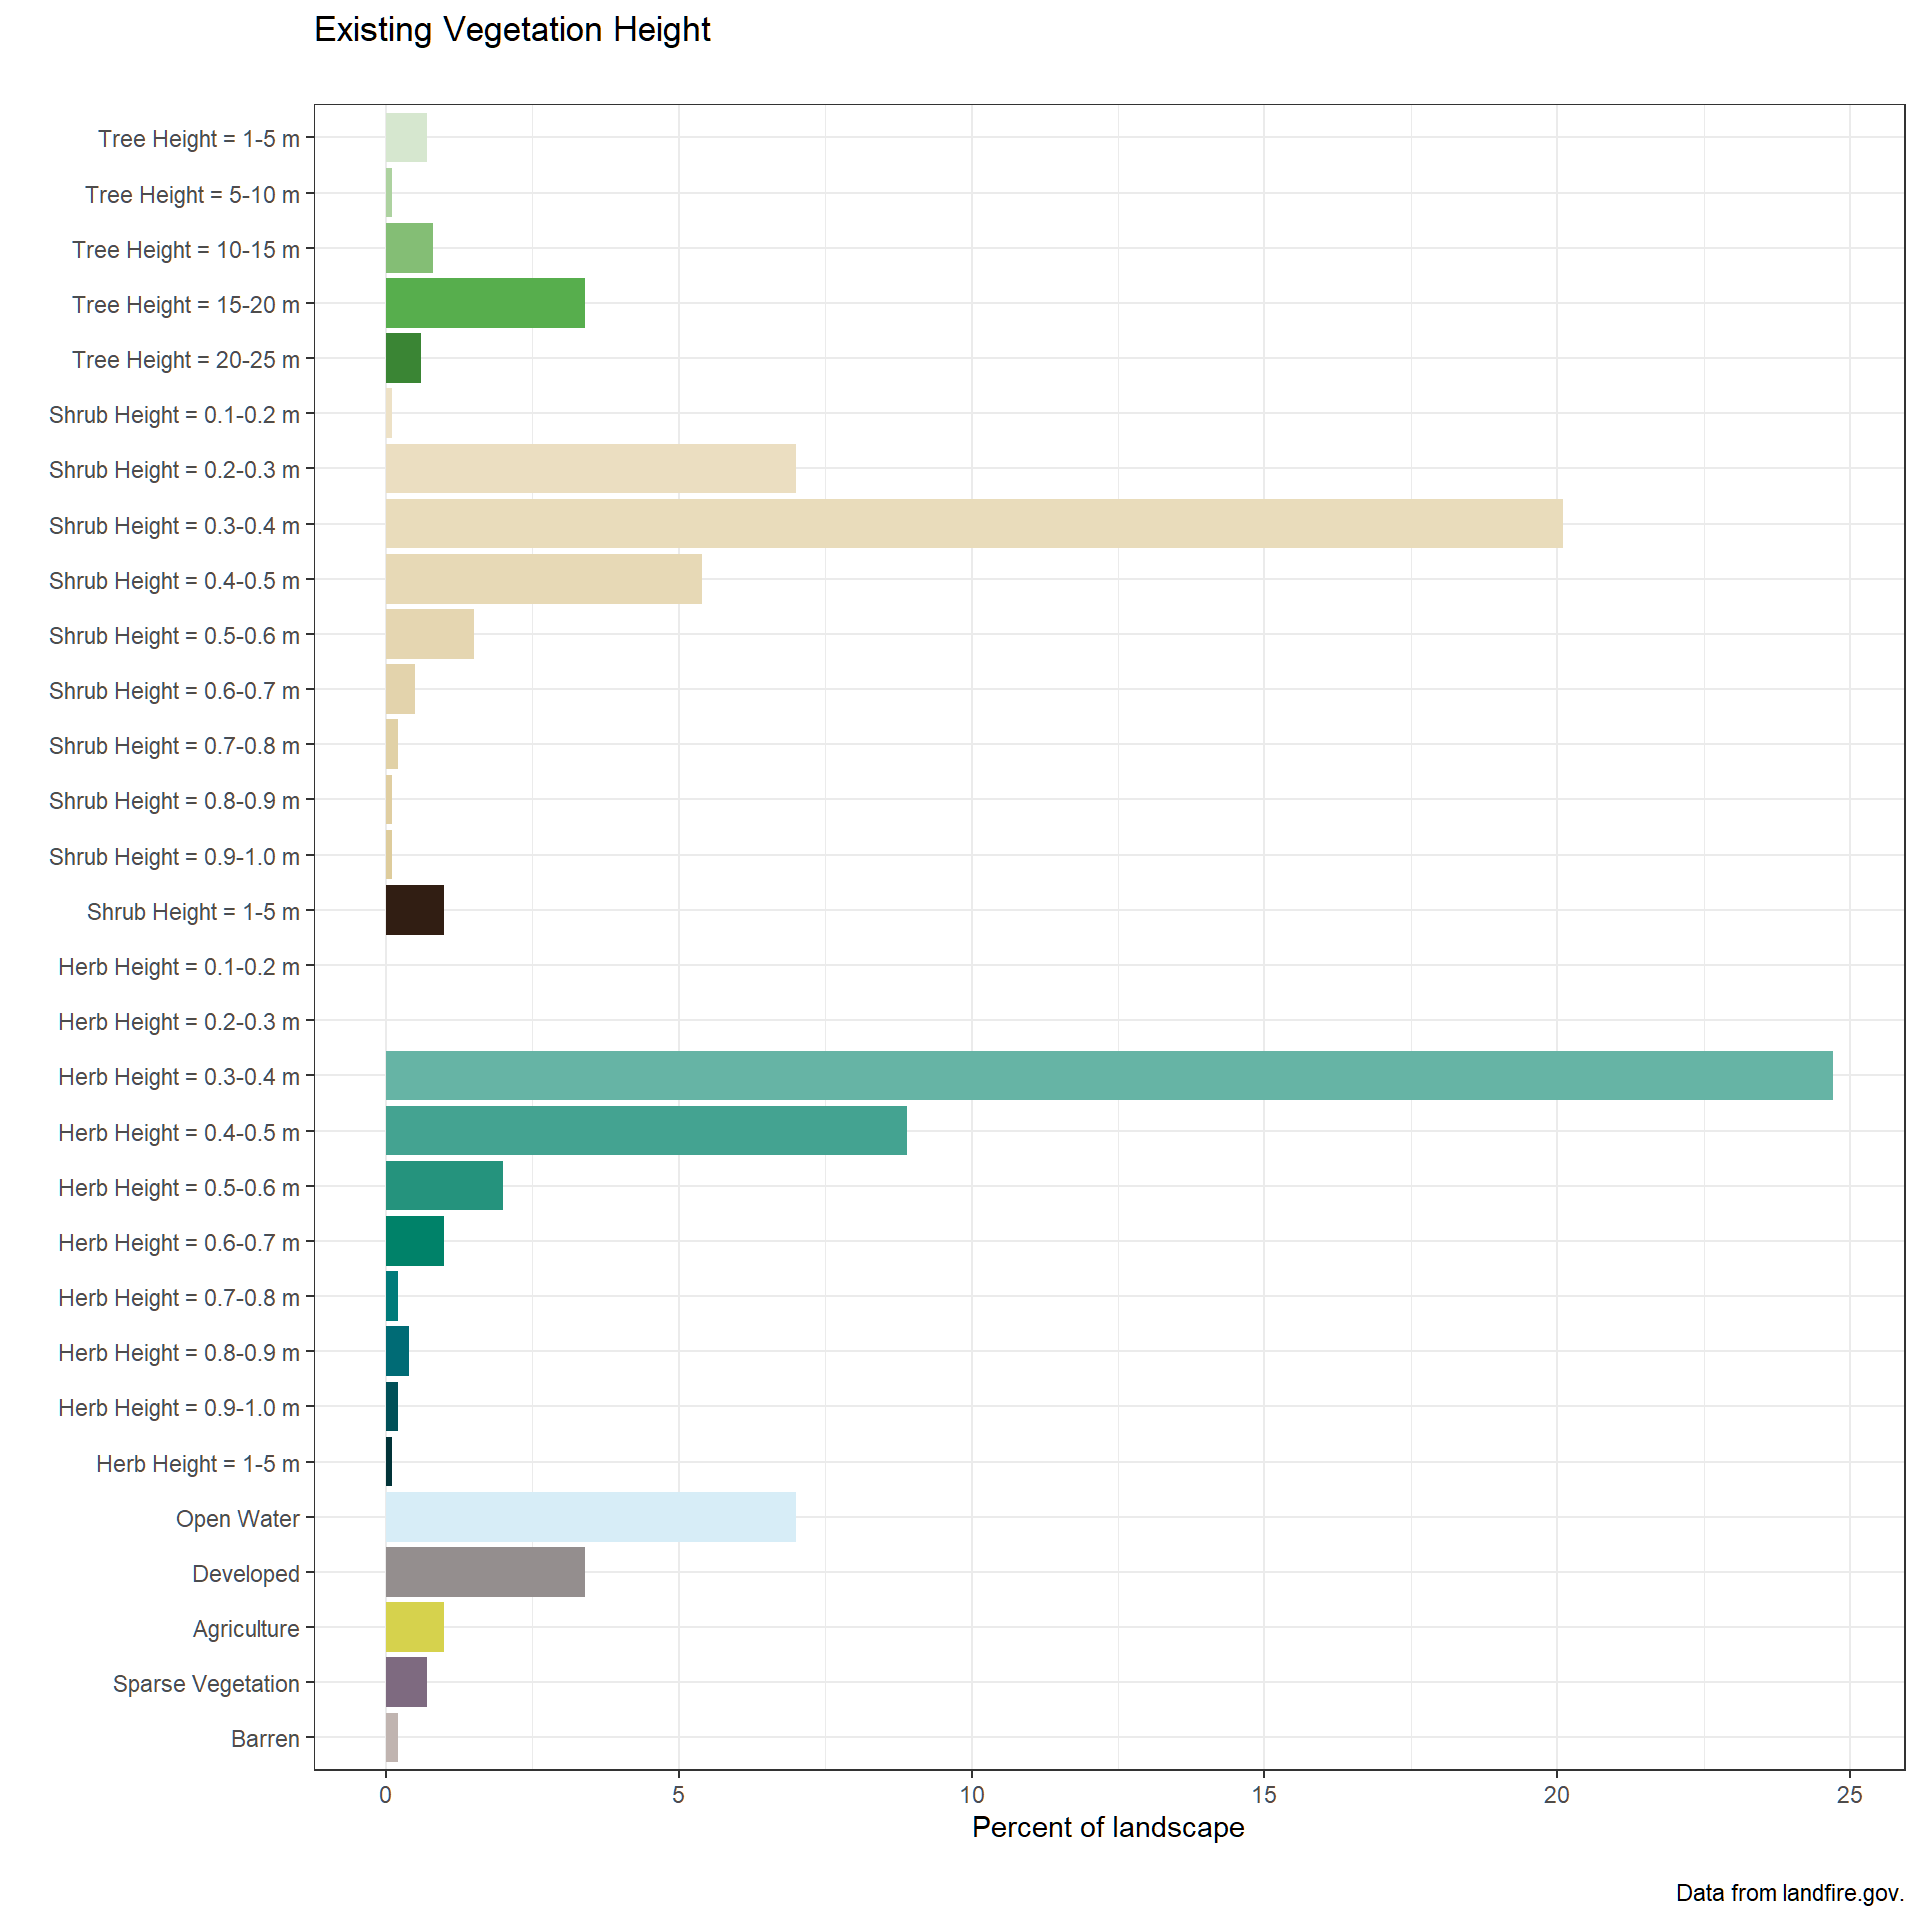 Existing Vegetation Height
Tree Height = 1-5 m
Tree Height = 5-10 m
Tree Height = 10-15 m
Tree Height = 15-20 m
Tree Height = 20-25 m
Shrub Height = 0.1-0.2 m
Shrub Height = 0.2-0.3 m
Shrub Height = 0.3-0.4 m
Shrub Height = 0.4-0.5 m
Shrub Height = 0.5-0.6 m
Shrub Height = 0.6-0.7 m
Shrub Height = 0.7-0.8 m
Shrub Height = 0.8-0.9 m
Shrub Height = 0.9-1.0 m
Shrub Height = 1-5 m
Herb Height = 0.1-0.2 m
Herb Height = 0.2-0.3 m
Herb Height = 0.3-0.4 m
Herb Height = 0.4-0.5 m
Herb Height = 0.5-0.6 m
Herb Height = 0.6-0.7 m
Herb Height = 0.7-0.8 m
Herb Height = 0.8-0.9 m
Herb Height = 0.9-1.0 m
Herb Height = 1-5 m
Open Water
Developed
Agriculture
Sparse Vegetation
Barren
0 5 10 15 20 25
Percent of landscape
Data from landfire.gov.